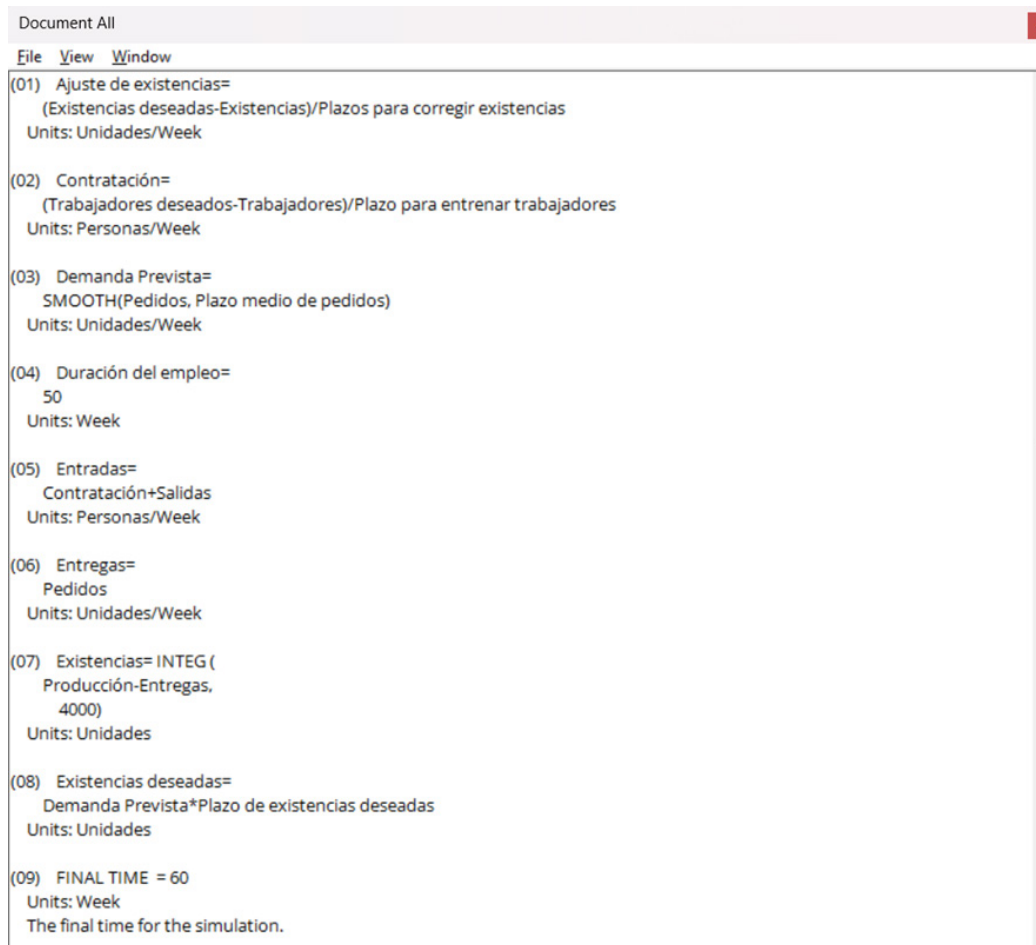 Document All
File View Window
(01) Ajuste de existencias=
(Existencias deseadas-Existencias)/Plazos para corregir existencias
Units: Unidades/Week
(02) Contratación=
(Trabajadores deseados-Trabajadores)/Plazo para entrenar trabajadores
Units: Personas/Week
(03) Demanda Prevista=
SMOOTH(Pedidos, Plazo medio de pedidos)
Units: Unidades/Week
(04) Duración del empleo=
50
Units: Week
(05) Entradas=
Contratación+Salidas
Units: Personas/Week
(06) Entregas=
Pedidos
Units: Unidades/Week
(07) Existencias= INTEG (
Producción-Entregas,
4000)
Units: Unidades
(08) Existencias deseadas=
Demanda Prevista*Plazo de existencias deseadas
Units: Unidades
(09) FINAL TIME = 60
Units: Week
The final time for the simulation.